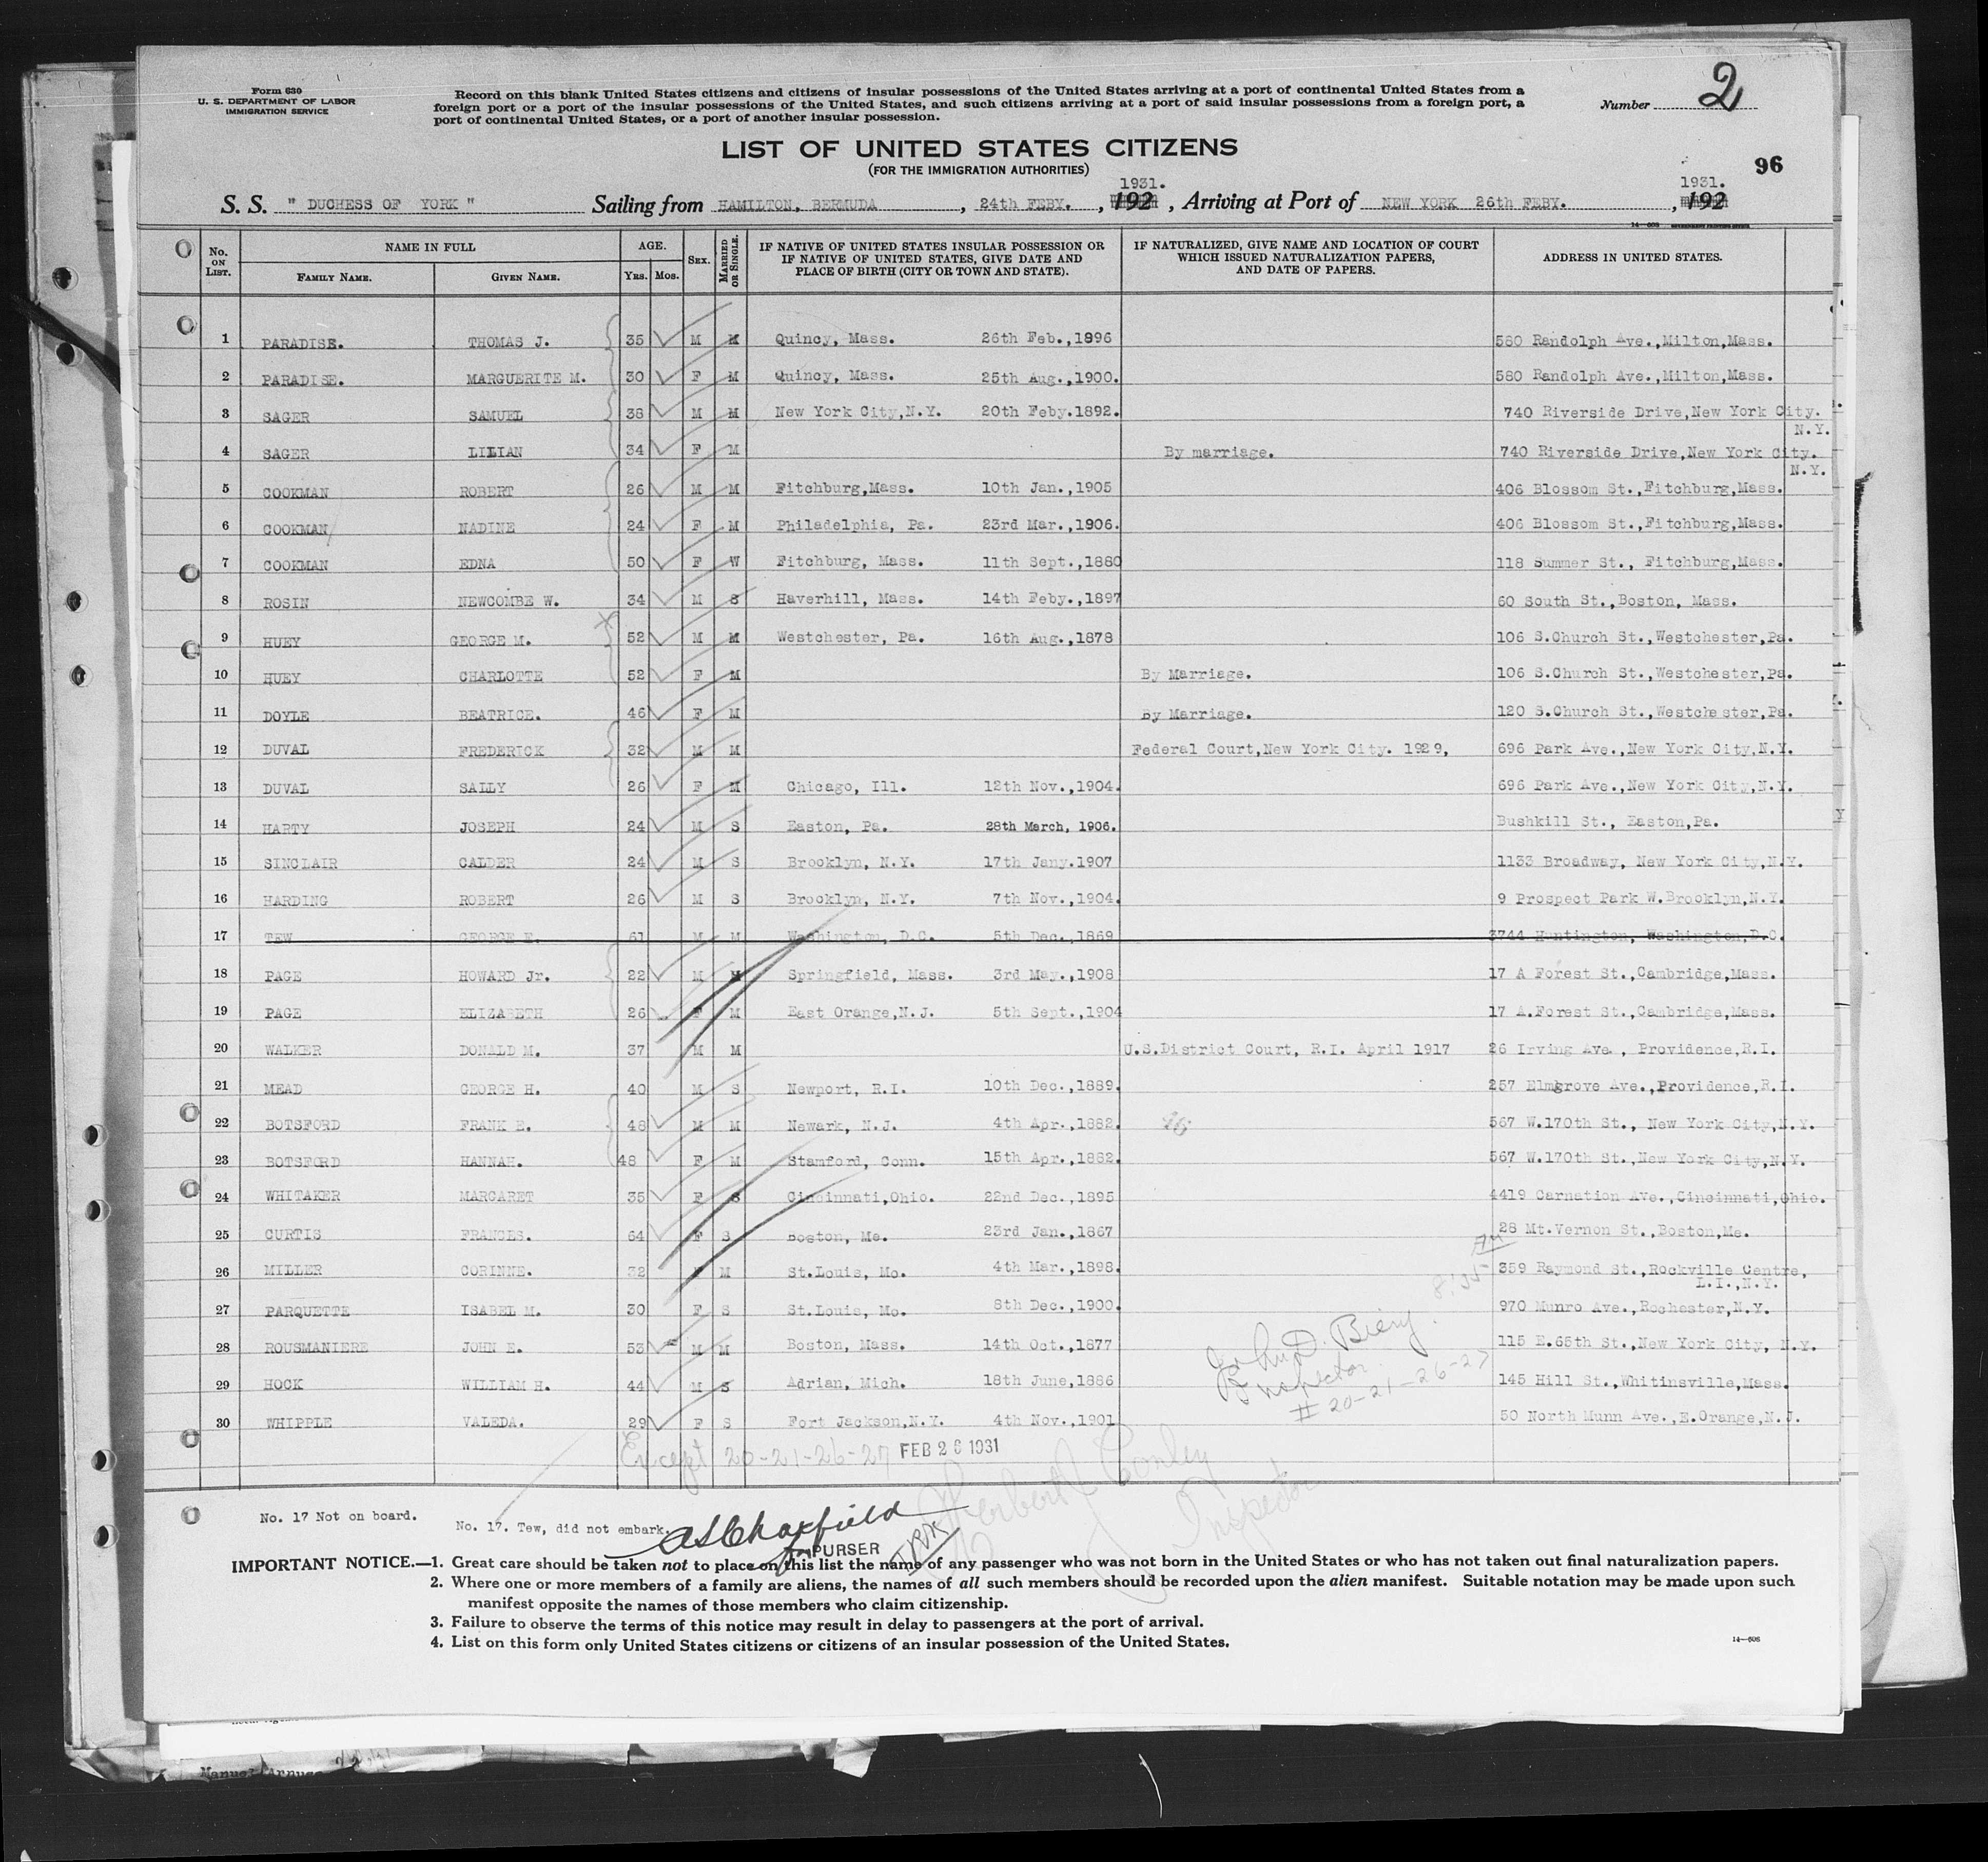 Form 630
U. S. DEPARTMENT OF LABOR
IMMIGRATION SERVICE
Record on this blank United States citizens and citizens of insular possessions of the United States arriving at a port of continental United States from a
foreign port or a port of the insular possessions of the United States, and such citizens arriving at a port of said insular possessions from a foreign port, a
port of continental United States, or a port of another insular possession.
Number 2
LIST OF UNITED STATES CITIZENS
(FOR THE IMMIGRATION AUTHORITIES)
96
S. S. " DUCHESS OF YORK " Sailing from HAMILTON, BERMUDA , 24th FEBY. , 192 1931. , Arriving at Port of NEW YORK 26th FEBY. , 192 1931.
No. ON LIST. NAME IN FULL AGE. SEX. MARRIED OR SINGLE. IF NATIVE OF UNITED STATES INSULAR POSSESSION OR IF NATIVE OF UNITED STATES, GIVE DATE AND PLACE OF BIRTH (CITY OR TOWN AND STATE). IF NATURALIZED, GIVE NAME AND LOCATION OF COURT WHICH ISSUED NATURALIZATION PAPERS, AND DATE OF PAPERS. ADDRESS IN UNITED STATES.
FAMILY NAME. GIVEN NAME. YRS. MOS.
1 PARADISE. THOMAS J. 35 M M Quincy, Mass. 26th Feb.,1896 580 Randolph Ave.,Milton,Mass.
2 PARADISE. MARGUERITE M. 30 F M Quincy, Mass. 25th Aug.,1900. 580 Randolph Ave.,Milton,Mass.
3 SAGER SAMUEL 38 M M New York City,N.Y. 20th Feby.1892. 740 Riverside Drive,New York City.
N.Y.
4 SAGER LILIAN 34 F M By marriage. 740 Riverside Drive,New York City.
N.Y.
5 COOKMAN ROBERT 26 M M Fitchburg,Mass. 10th Jan.,1905 406 Blossom St.,Fitchburg,Mass.
6 COOKMAN NADINE 24 F M Philadelphia, Pa. 23rd Mar.,1906. 406 Blossom St.,Fitchburg,Mass.
7 COOKMAN EDNA 50 F W Fitchburg, Mass. 11th Sept.,1880 118 Summer St., Fitchburg,Mass.
8 ROSIN NEWCOMBE W. 34 M S Haverhill, Mass. 14th Feby.,1897 60 South St.,Boston, Mass.
9 HUEY GEORGE M. 52 M M Westchester, Pa. 16th Aug.,1878 106 S.Church St.,Westchester,Pa.
10 HUEY CHARLOTTE 52 F M By Marriage. 106 S.Church St.,Westchester,Pa.
11 DOYLE BEATRICE. 46 F M By Marriage. 120 S.Church St.,Westchester,Pa.
12 DUVAL FREDERICK 32 M M Federal Court,New York City. 1929, 696 Park Ave.,New York City,N.Y.
13 DUVAL SALLY 26 F M Chicago, Ill. 12th Nov.,1904. 696 Park Ave.,New York City,N.Y.
14 HARTY JOSEPH 24 M S Easton, Pa. 28th March, 1906. Bushkill St., Easton,Pa.
15 SINCLAIR CALDER 24 M S Brooklyn, N.Y. 17th Jany.1907 1133 Broadway, New York City,N.Y.
16 HARDING ROBERT 26 M S Brooklyn, N.Y. 7th Nov.,1904. 9 Prospect Park W.Brooklyn,N.Y.
17 TEW GEORGE E. 61 M M Washington, D.C. 5th Dec.,1869 3744 Huntington, Washington,D.C.
18 PAGE HOWARD Jr. 22 M M Springfield, Mass. 3rd May.,1908 17 A Forest St.,Cambridge,Mass.
19 PAGE ELIZABETH 26 F M East Orange,N.J. 5th Sept.,1904 17 A.Forest St.,Cambridge,Mass.
20 WALKER DONALD M. 37 M M U.S.District Court, R.I. April 1917 26 Irving Ave., Providence,R.I.
21 MEAD GEORGE H. 40 M S Newport, R.I. 10th Dec.,1889. 257 Elmgrove Ave.,Providence,R.I.
22 BOTSFORD FRANK E. 48 M M Newark, N.J. 4th Apr.,1882. 567 W.170th St., New York City,N.Y.
23 BOTSFORD HANNAH. 48 F M Stamford, Conn. 15th Apr.,1882. 567 W.170th St.,New York City,N.Y.
24 WHITAKER MARGARET 35 F S Cincinnati,Ohio. 22nd Dec.,1895 4419 Carnation Ave.,Cincinnati,Ohio.
25 CURTIS FRANCES. 64 F S Boston, Me. 23rd Jan.,1867 28 Mt.Vernon St.,Boston,Me.
26 MILLER CORINNE. 32 F M St.Louis, Mo. 4th Mar.,1898. 359 Raymond St.,Rockville Centre,
L.I.,N.Y.
27 PARQUETTE ISABEL M. 30 F S St.Louis, Mo. 8th Dec.,1900. 970 Munro Ave.,Rochester,N.Y.
28 ROUSMANIERE JOHN E. 53 M M Boston, Mass. 14th Oct.,1877 115 E.65th St.,New York City, N.Y.
29 HOCK WILLIAM H. 44 M S Adrian, Mich. 18th June,1886 145 Hill St.,Whitinsville,Mass.
30 WHIPPLE VALEDA. 29 F S Fort Jackson,N.Y. 4th Nov.,1901 50 North Munn Ave.,E.Orange,N.J.
John D. Bieny.
Inspector
# 20-21-26-27
Except 20-21-26-27 FEB 26 1931
Herbert J Conley
Inspector
No. 17 Not on board.
No. 17. Tew, did not embark.
for PURSER
IMPORTANT NOTICE.—1. Great care should be taken not to place on this list the name of any passenger who was not born in the United States or who has not taken out final naturalization papers.
2. Where one or more members of a family are aliens, the names of all such members should be recorded upon the alien manifest. Suitable notation may be made upon such
manifest opposite the names of those members who claim citizenship.
3. Failure to observe the terms of this notice may result in delay to passengers at the port of arrival.
4. List on this form only United States citizens or citizens of an insular possession of the United States.